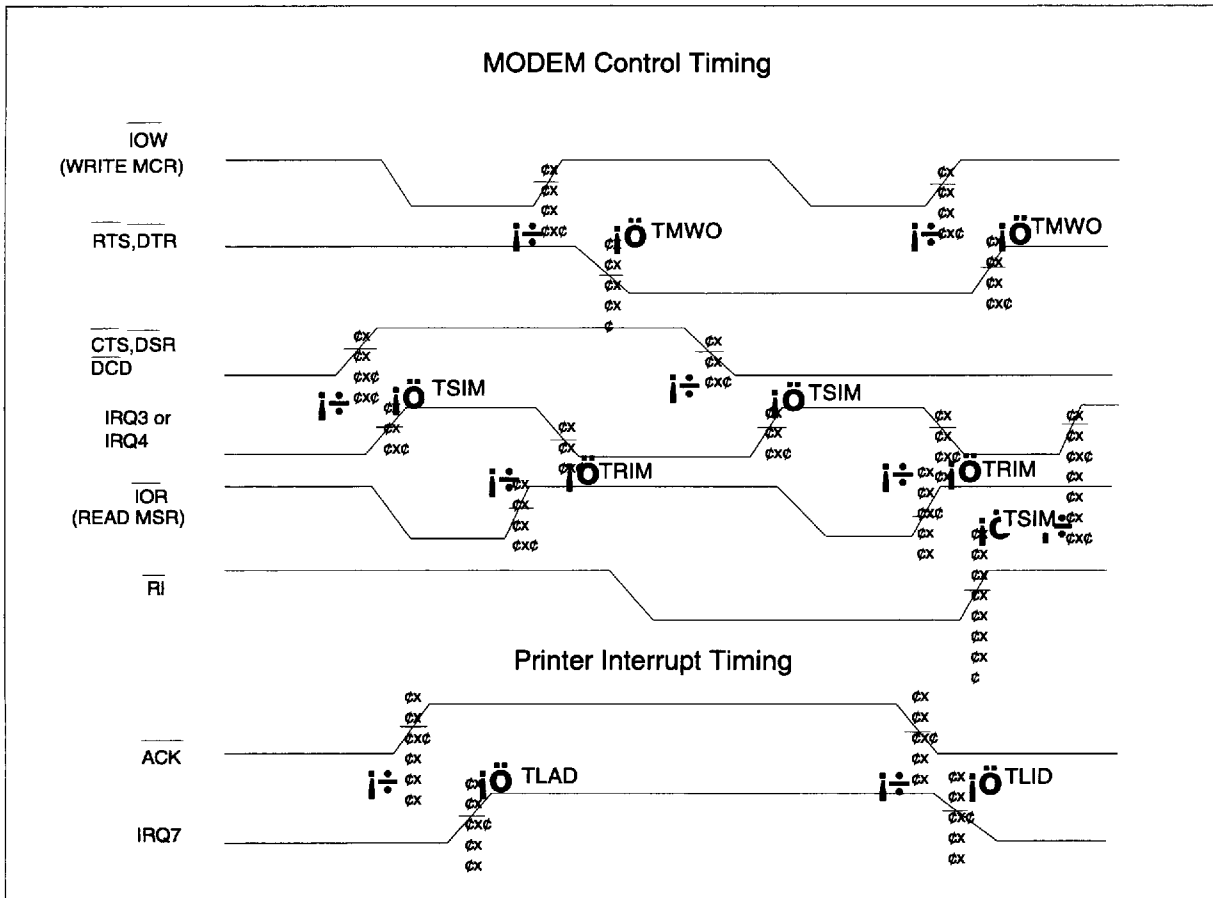 MODEM Control Timing
IOW
(WRITE MCR)
RTS,DTR
TMWO
TMWO
CTS,DSR
DCD
TSIM
TSIM
IRQ3 or
IRQ4
TRIM
TRIM
IOR
(READ MSR)
TSIM
RI
Printer Interrupt Timing
ACK
TLAD
TLID
IRQ7